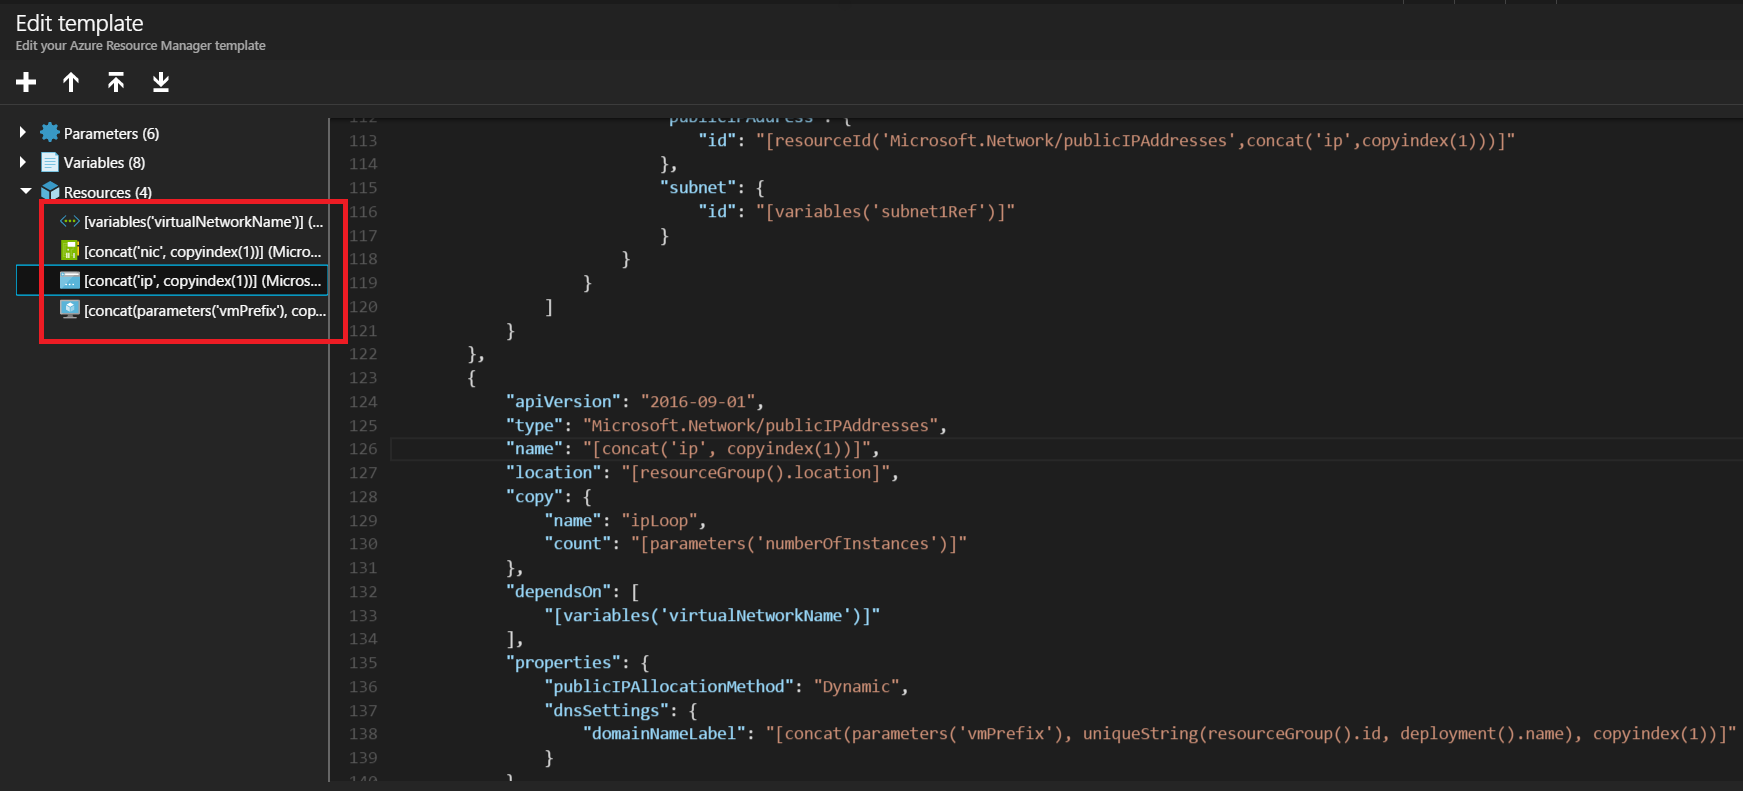 Edit template
Edit your Azure Resource Manager template
Parameters (6)
Variables (8)
Resources (4)
[variables('virtualNetworkName')] (...
[concat('nic', copyindex(1))] (Micro...
[concat('ip', copyindex(1))] (Micros...
[concat(parameters('vmPrefix'), cop...
112 "publicIPAddress": {
113 "id": "[resourceId('Microsoft.Network/publicIPAddresses',concat('ip',copyindex(1)))]"
114 },
115 "subnet": {
116 "id": "[variables('subnet1Ref')]"
117 }
118 }
119 }
120 ]
121 }
122 },
123 {
124 "apiVersion": "2016-09-01",
125 "type": "Microsoft.Network/publicIPAddresses",
126 "name": "[concat('ip', copyindex(1))]",
127 "location": "[resourceGroup().location]",
128 "copy": {
129 "name": "ipLoop",
130 "count": "[parameters('numberOfInstances')]"
131 },
132 "dependsOn": [
133 "[variables('virtualNetworkName')]"
134 ],
135 "properties": {
136 "publicIPAllocationMethod": "Dynamic",
137 "dnsSettings": {
138 "domainNameLabel": "[concat(parameters('vmPrefix'), uniqueString(resourceGroup().id, deployment().name), copyindex(1))]"
139 }
140 }